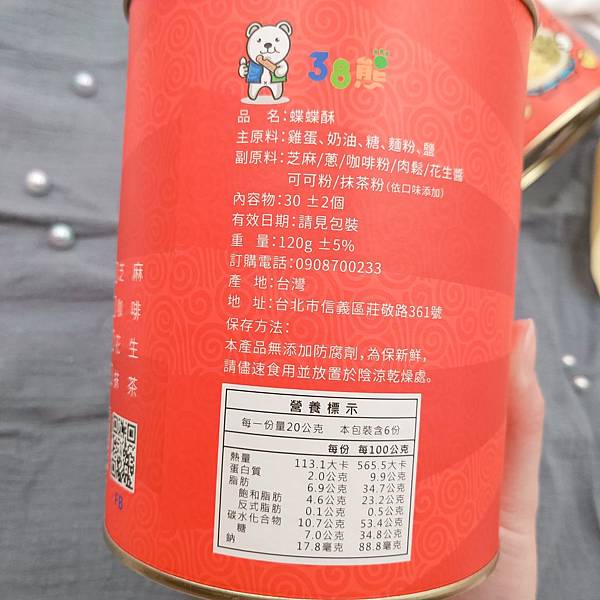 38熊
品 名:蝶蝶酥
主原料:雞蛋、奶油、糖、麵粉、鹽
副原料:芝麻/蔥/咖啡粉/肉鬆/花生醬
可可粉/抹茶粉(依口味添加)
內容物:30 ±2個
有效日期:請見包裝
重 量:120g ±5%
訂購電話:0908700233
產 地:台灣
地 址:台北市信義區莊敬路361號
保存方法:
本產品無添加防腐劑,為保新鮮,
請儘速食用並放置於陰涼乾燥處。
芝 麻
咖 啡
花 生
抹 茶
FB
營養標示
每一份量20公克 本包裝含6份
每份 每100公克
熱量 113.1大卡 565.5大卡
蛋白質 2.0公克 9.9公克
脂肪 6.9公克 34.7公克
飽和脂肪 4.6公克 23.2公克
反式脂肪 0.1公克 0.5公克
碳水化合物 10.7公克 53.4公克
糖 7.0公克 34.8公克
鈉 17.8毫克 88.8毫克